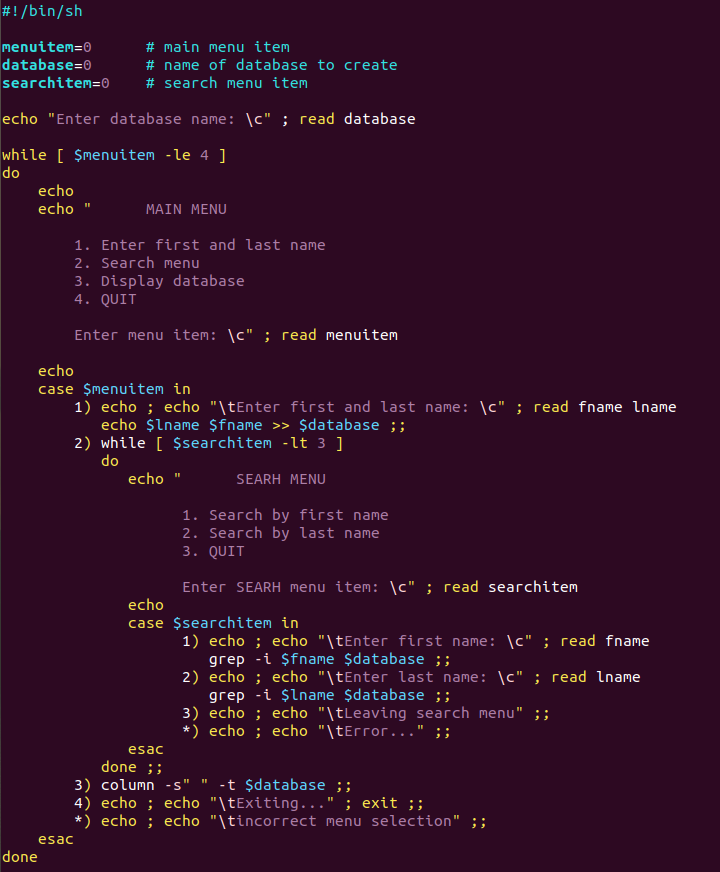 #!/bin/sh

menuitem=0      # main menu item
database=0      # name of database to create
searchitem=0    # search menu item

echo "Enter database name: \c" ; read database

while [ $menuitem -le 4 ]
do
    echo
    echo "      MAIN MENU

        1. Enter first and last name
        2. Search menu
        3. Display database
        4. QUIT

        Enter menu item: \c" ; read menuitem

    echo
    case $menuitem in
        1) echo ; echo "\tEnter first and last name: \c" ; read fname lname
           echo $lname $fname >> $database ;;
        2) while [ $searchitem -lt 3 ]
           do
              echo "      SEARH MENU

                    1. Search by first name
                    2. Search by last name
                    3. QUIT

                    Enter SEARH menu item: \c" ; read searchitem
              echo
              case $searchitem in
                    1) echo ; echo "\tEnter first name: \c" ; read fname
                       grep -i $fname $database ;;
                    2) echo ; echo "\tEnter last name: \c" ; read lname
                       grep -i $lname $database ;;
                    3) echo ; echo "\tLeaving search menu" ;;
                    *) echo ; echo "\tError..." ;;
              esac
           done ;;
        3) column -s" " -t $database ;;
        4) echo ; echo "\tExiting..." ; exit ;;
        *) echo ; echo "\tincorrect menu selection" ;;
    esac
done